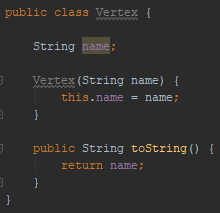 public class Vertex {
String name;
Vertex(String name) {
this.name = name;
}
public String toString() {
return name;
}
}